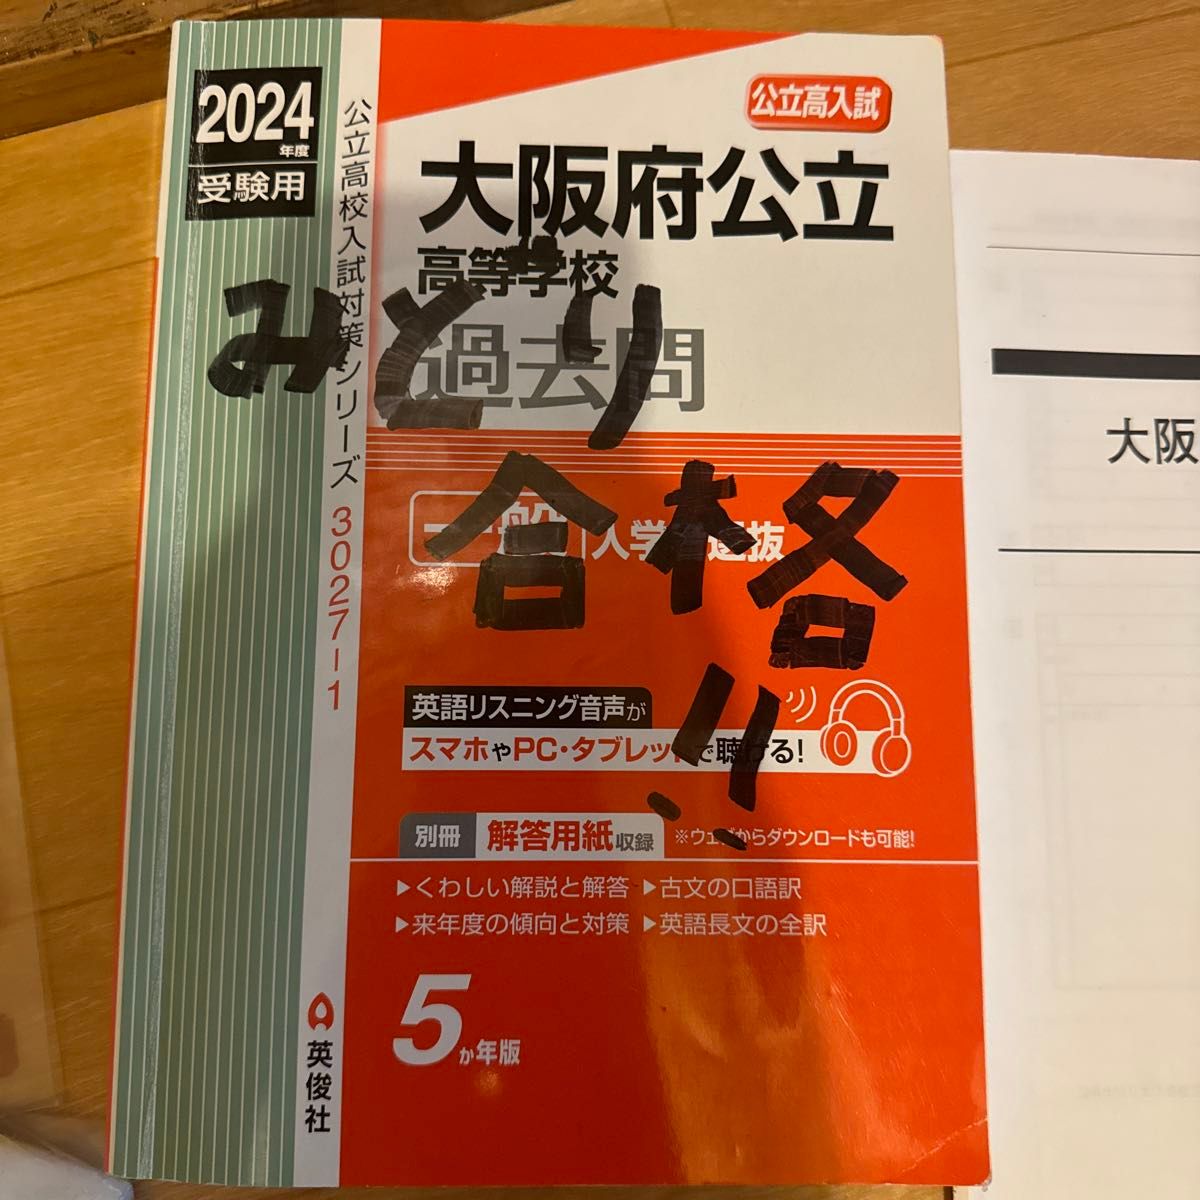 2024
年度
受験用
公立高校入試対策シリーズ 3027-1
公立高入試
大阪府公立
高等学校
過去問
みどり
合格!!
一般 入学者選抜
英語リスニング音声が
スマホやPC・タブレットで聴ける!
別冊 解答用紙収録 ※ウェブからダウンロードも可能!
▶くわしい解説と解答 ▶古文の口語訳
▶来年度の傾向と対策 ▶英語長文の全訳
5か年版
英俊社
大阪